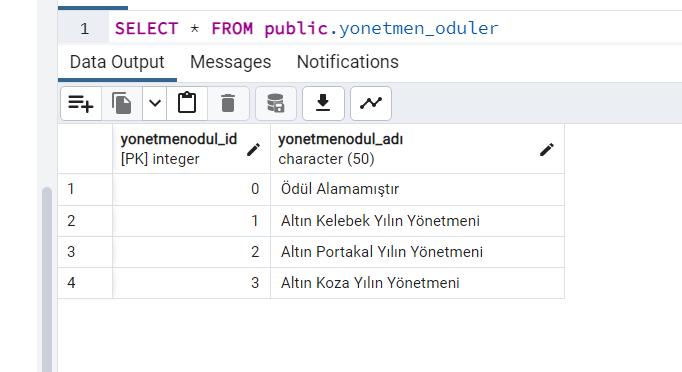 1 SELECT * FROM public.yonetmen_oduler
Data Output Messages Notifications
yonetmenodul_id yonetmenodul_adı
[PK] integer character (50)
1 0 Ödül Alamamıştır
2 1 Altın Kelebek Yılın Yönetmeni
3 2 Altın Portakal Yılın Yönetmeni
4 3 Altın Koza Yılın Yönetmeni